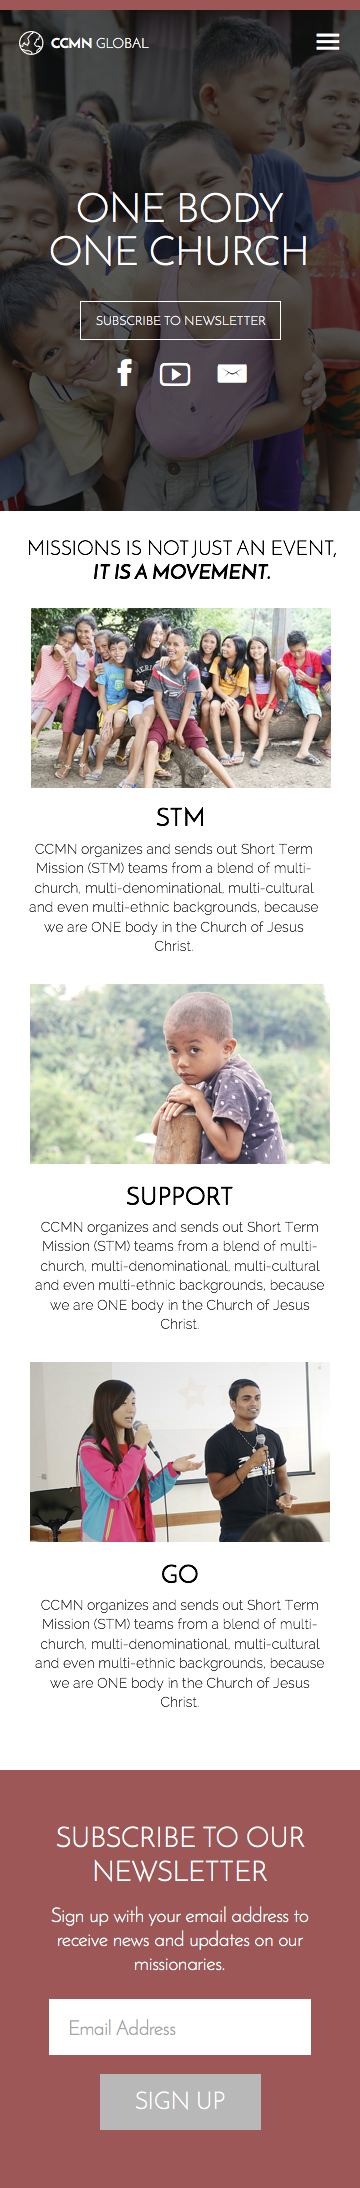 CCMN GLOBAL
ONE BODY
ONE CHURCH
SUBSCRIBE TO NEWSLETTER
MISSIONS IS NOT JUST AN EVENT,
IT IS A MOVEMENT.
STM
CCMN organizes and sends out Short Term
Mission (STM) teams from a blend of multi-
church, multi-denominational, multi-cultural
and even multi-ethnic backgrounds, because
we are ONE body in the Church of Jesus
Christ.
SUPPORT
CCMN organizes and sends out Short Term
Mission (STM) teams from a blend of multi-
church, multi-denominational, multi-cultural
and even multi-ethnic backgrounds, because
we are ONE body in the Church of Jesus
Christ.
GO
CCMN organizes and sends out Short Term
Mission (STM) teams from a blend of multi-
church, multi-denominational, multi-cultural
and even multi-ethnic backgrounds, because
we are ONE body in the Church of Jesus
Christ.
SUBSCRIBE TO OUR
NEWSLETTER
Sign up with your email address to
receive news and updates on our
missionaries.
Email Address
SIGN UP